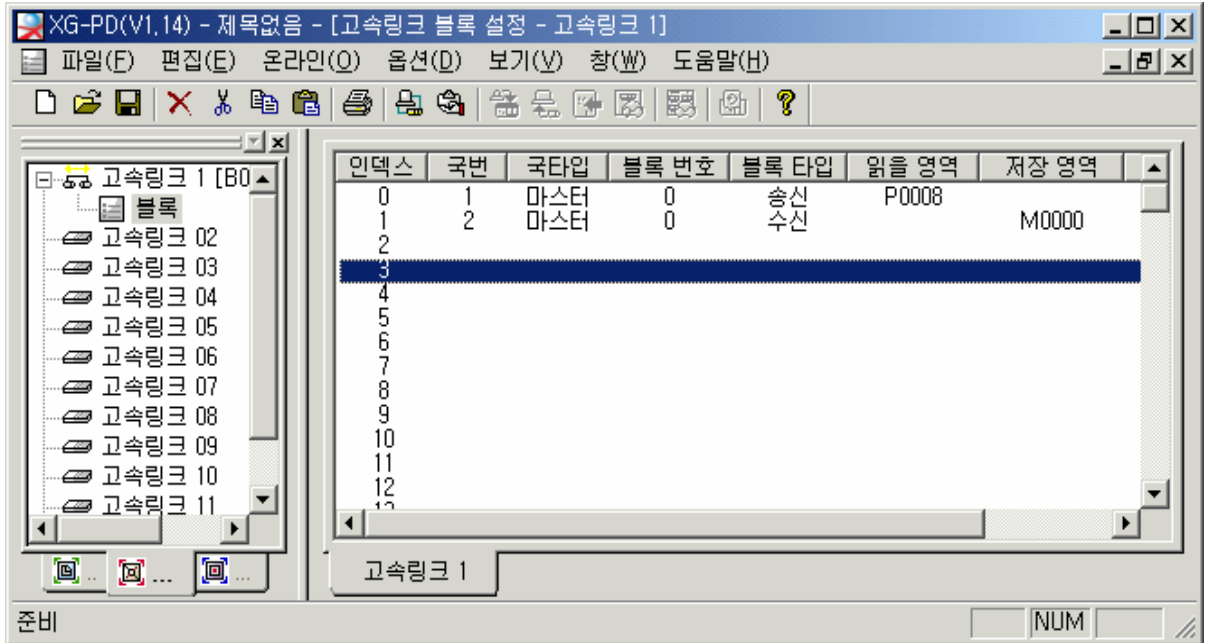 XG-PD(V1,14) - 제목없음 - [고속링크 블록 설정 - 고속링크 1]
파일(F) 편집(E) 온라인(O) 옵션(D) 보기(V) 창(W) 도움말(H)
고속링크 1 [B0
블록
고속링크 02
고속링크 03
고속링크 04
고속링크 05
고속링크 06
고속링크 07
고속링크 08
고속링크 09
고속링크 10
고속링크 11
.. ... ...
인덱스 국번 국타입 블록 번호 블록 타입 읽을 영역 저장 영역
0 1 마스터 0 송신 P0008
1 2 마스터 0 수신 M0000
2
3
4
5
6
7
8
9
10
11
12
고속링크 1
준비 NUM